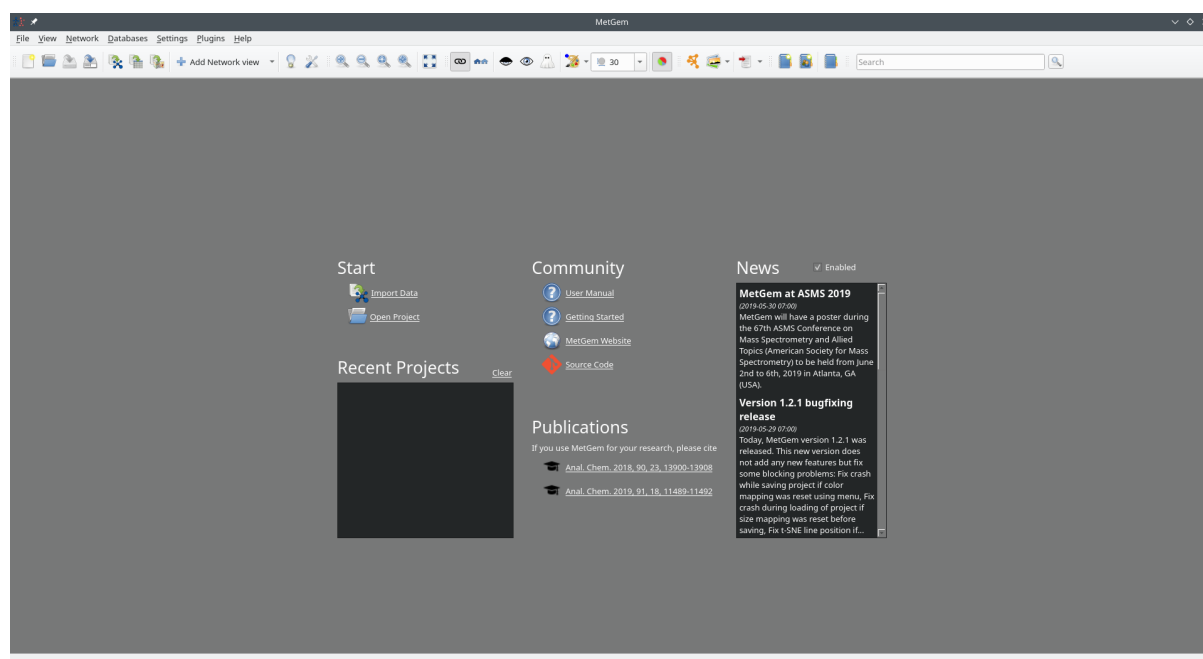 MetGem
File View Network Databases Settings Plugins Help
Add Network view
30
Search
Start
Import Data
Open Project
Recent Projects
Clear
Community
User Manual
Getting Started
MetGem Website
Source Code
Publications
If you use MetGem for your research, please cite
Anal. Chem. 2018, 90, 23, 13900-13908
Anal. Chem. 2019, 91, 18, 11489-11492
News
Enabled
MetGem at ASMS 2019
(2019-05-30 07:00)
MetGem will have a poster during
the 67th ASMS Conference on
Mass Spectrometry and Allied
Topics (American Society for Mass
Spectrometry) to be held from June
2nd to 6th, 2019 in Atlanta, GA
(USA).
Version 1.2.1 bugfixing
release
(2019-05-29 07:00)
Today, MetGem version 1.2.1 was
released. This new version does
not add any new features but fix
some blocking problems: Fix crash
while saving project if color
mapping was reset using menu, Fix
crash during loading of project if
size mapping was reset before
saving, Fix t-SNE line position if...